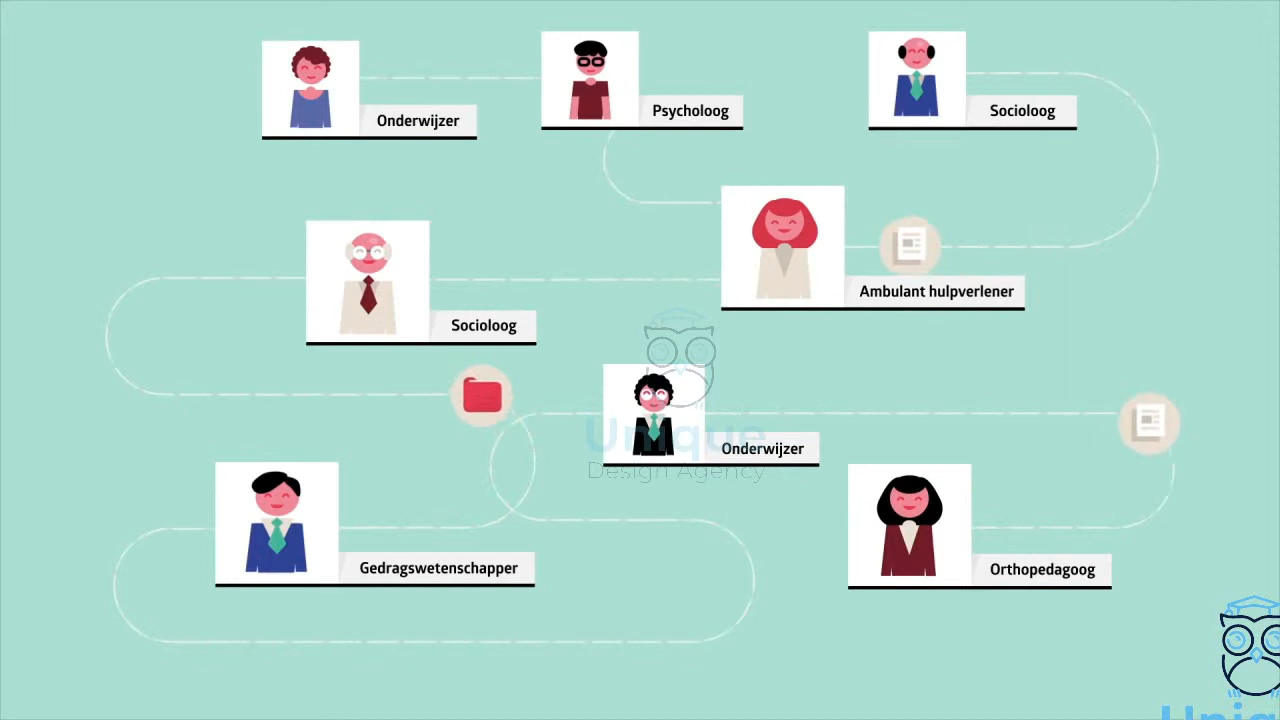 Onderwijzer
Psycholoog
Socioloog
Ambulant hulpverlener
Socioloog
Onderwijzer
Unique
Design Agency
Gedragswetenschapper
Orthopedagoog